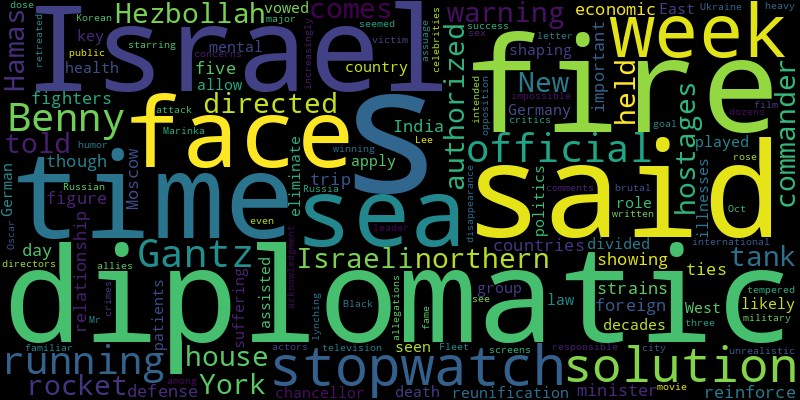 Hamas Korean Hezbollah vowed comes warning economic East Ukraine heavy
dose retreated public Israel major seemed assuage celebrities success letter sex week
key starring mental health concerns increasingly victim country shaping impossible important
five allow fire dozens film
fighters directed authorized New Germany critics intended opposition held hostages commander
Benny face s India goal played rose
told attack Marinka humor winning Lee official
though trip apply eliminate Moscow politics role written illnesses
German Russian figure time Russia sea said comments brutal Oct
Oscar even leader disappearance international
day relationship Gantz acknowledgment Israelinorthern countries divided tank
directors allies suffering assisted diplomatic showing ties
Mr crimes patients group strains tempered
lynching Black allegations fame see law foreign West likely
Fleet decades three military
familiar house actors television seen screens responsible city unrealistic
running stopwatch solution
rocket defense among York chancellor death reunification minister movie reinforce